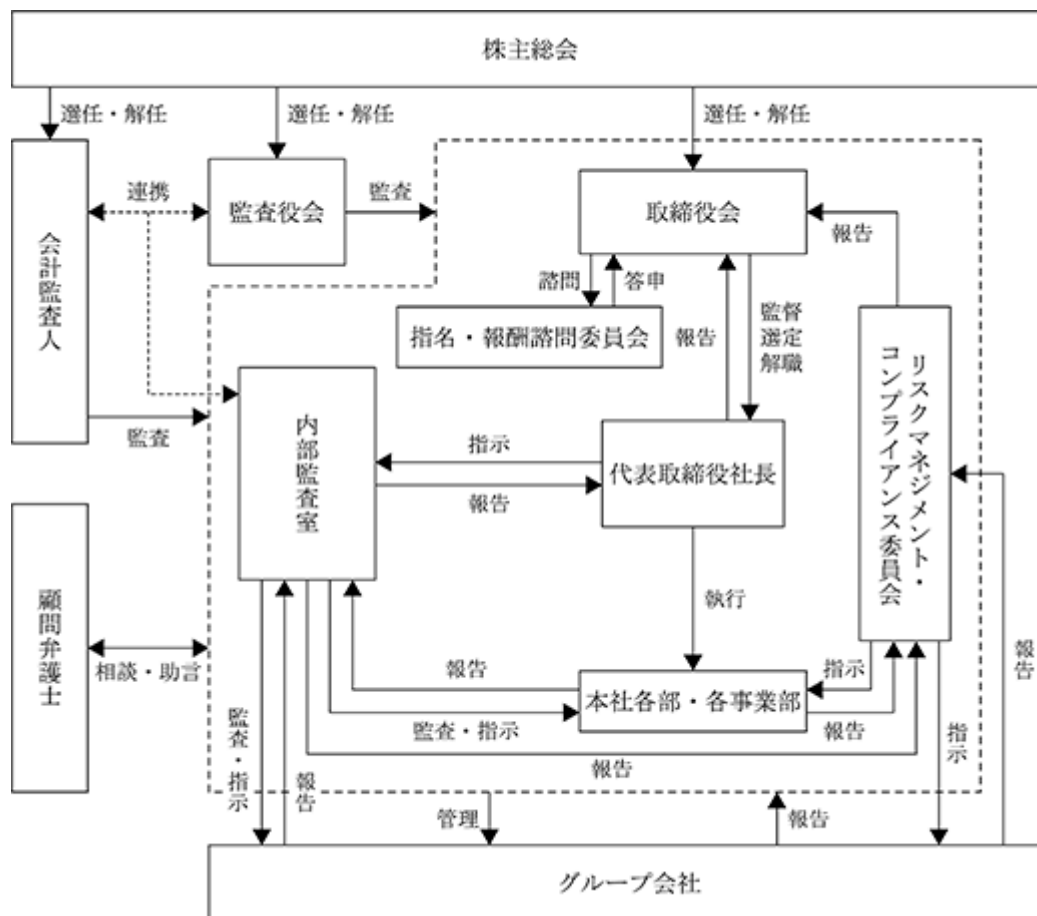 株主総会
選任・解任
選任・解任
選任・解任
会計監査人
連携
監査役会
監査
取締役会
報告
諮問
答申
指名・報酬諮問委員会
報告
監督
選定
解職
リスクマネジメント・
コンプライアンス委員会
監査
内部監査室
指示
報告
代表取締役社長
執行
顧問弁護士
相談・助言
報告
監査・指示
本社各部・各事業部
指示
報告
報告
監査・指示
報告
指示
報告
管理
報告
グループ会社